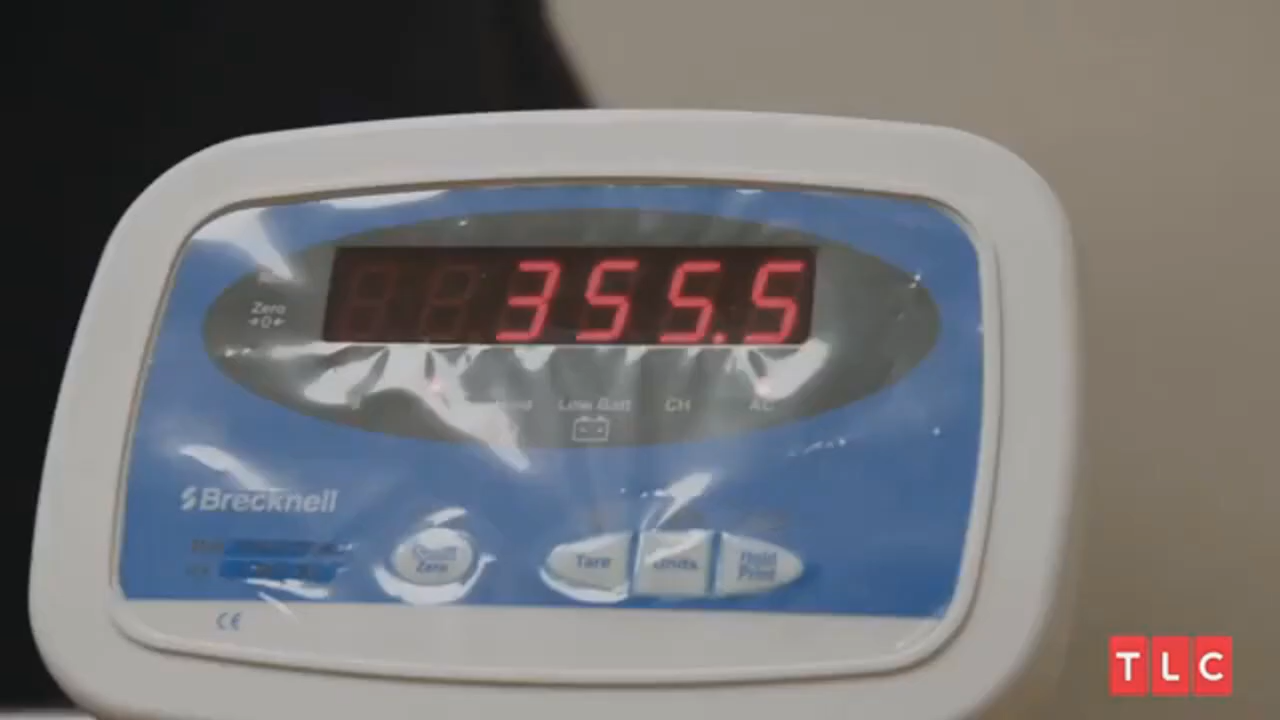 355.5
Zero
→0←
Low Batt CH AC
Brecknell
Zero
Tare Units Hold
Print
CE
TLC